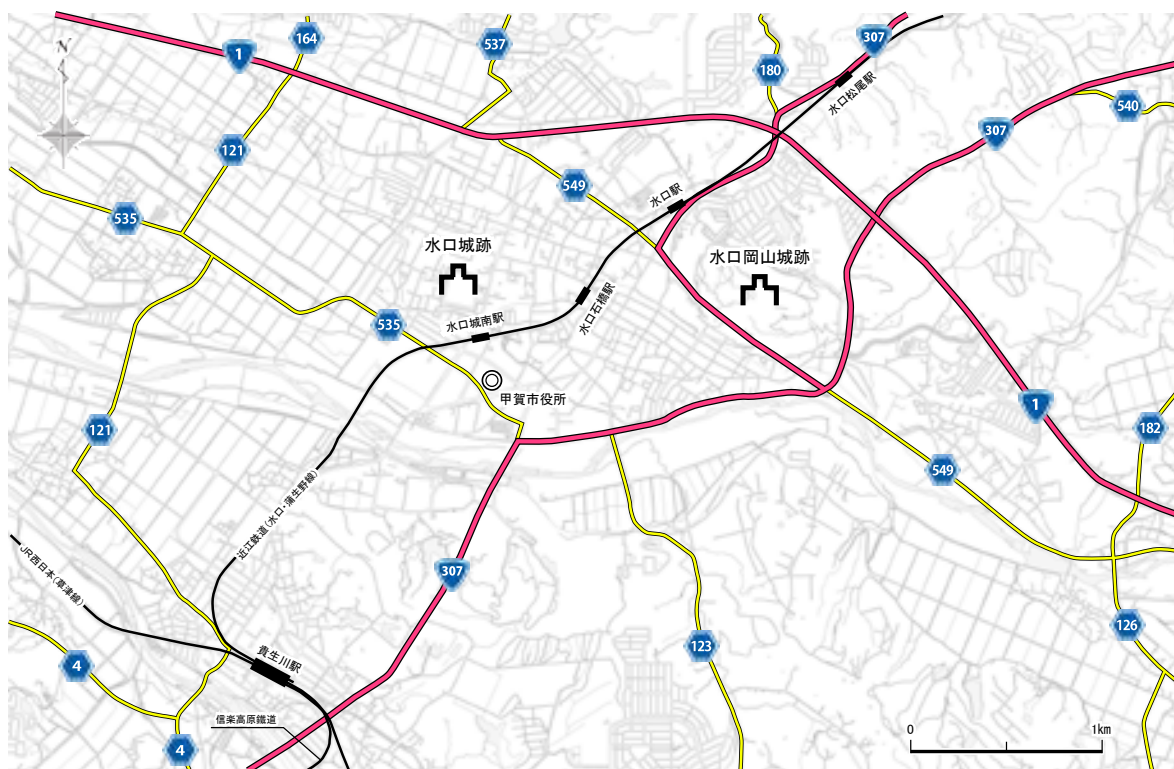 164
537
307
N
1
180
水口松尾駅
540
307
121
549
水口駅
535
水口城跡
水口岡山城跡
水口石橋駅
535
水口城南駅
甲賀市役所
1
121
182
549
近江鉄道(水口・蒲生野線)
JR西日本(草津線)
307
126
4
貴生川駅
123
信楽高原鐵道
0
1km
4